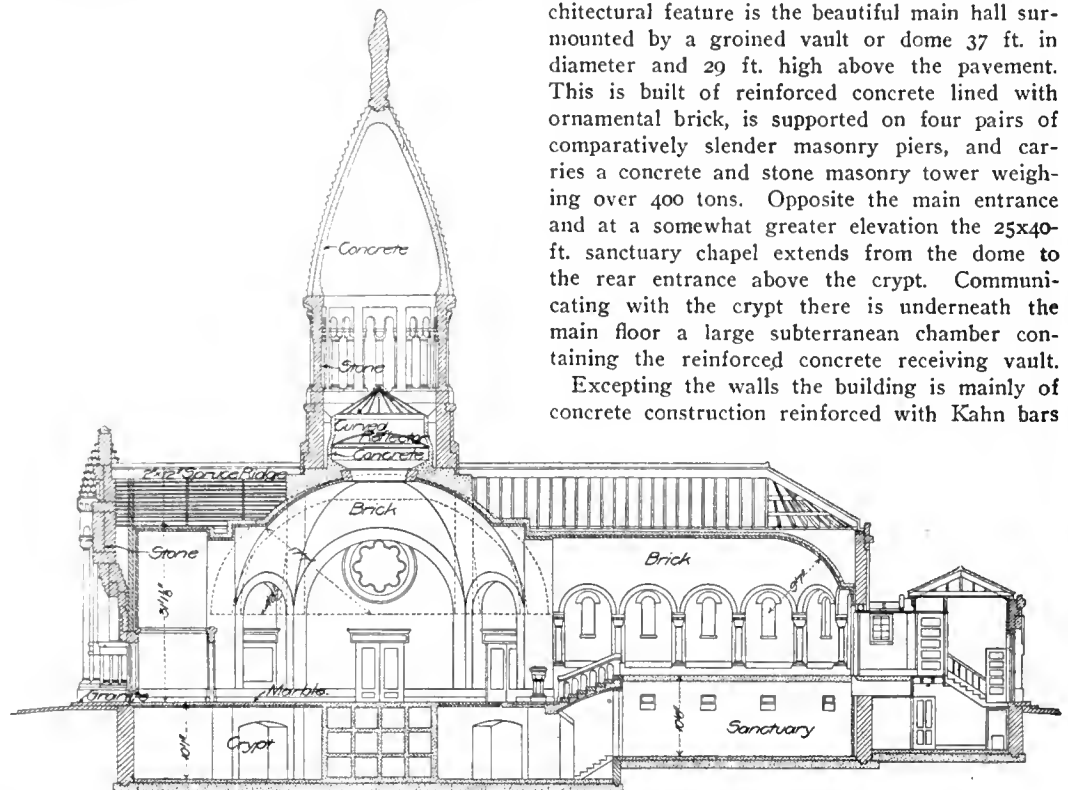 chitectural feature is the beautiful main hall sur-
mounted by a groined vault or dome 37 ft. in
diameter and 29 ft. high above the pavement.
This is built of reinforced concrete lined with
ornamental brick, is supported on four pairs of
comparatively slender masonry piers, and car-
ries a concrete and stone masonry tower weigh-
ing over 400 tons. Opposite the main entrance
and at a somewhat greater elevation the 25x40-
ft. sanctuary chapel extends from the dome to
the rear entrance above the crypt. Communi-
cating with the crypt there is underneath the
main floor a large subterranean chamber con-
taining the reinforced concrete receiving vault.
Excepting the walls the building is mainly of
concrete construction reinforced with Kahn bars
Concrete
Stone
Curved
Reflector
Concrete
2"x12" Spruce Ridge
Brick
Stone
Brick
Granite
Marble
Crypt
Sanctuary